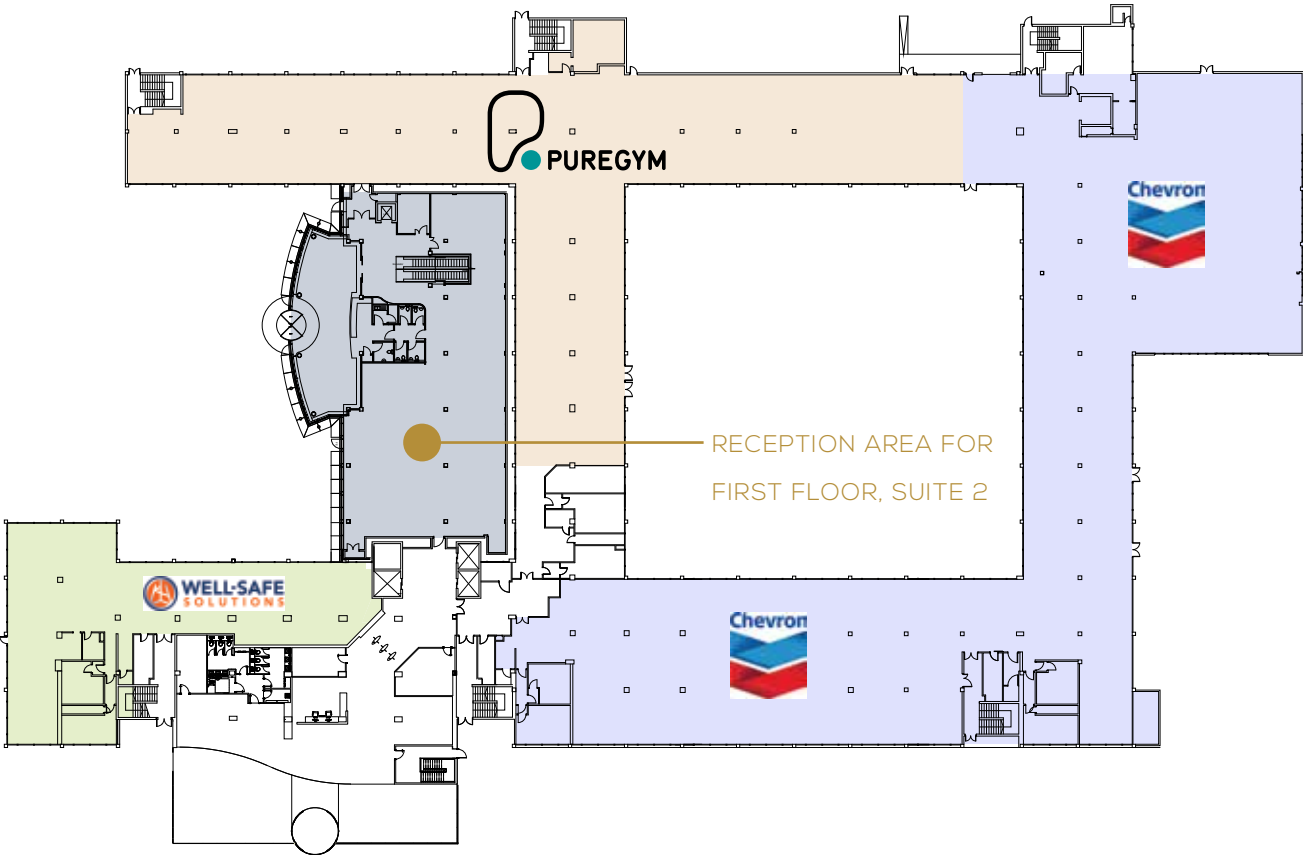 PUREGYM
Chevron
RECEPTION AREA FOR
FIRST FLOOR, SUITE 2
WELL-SAFE
SOLUTIONS
Chevron